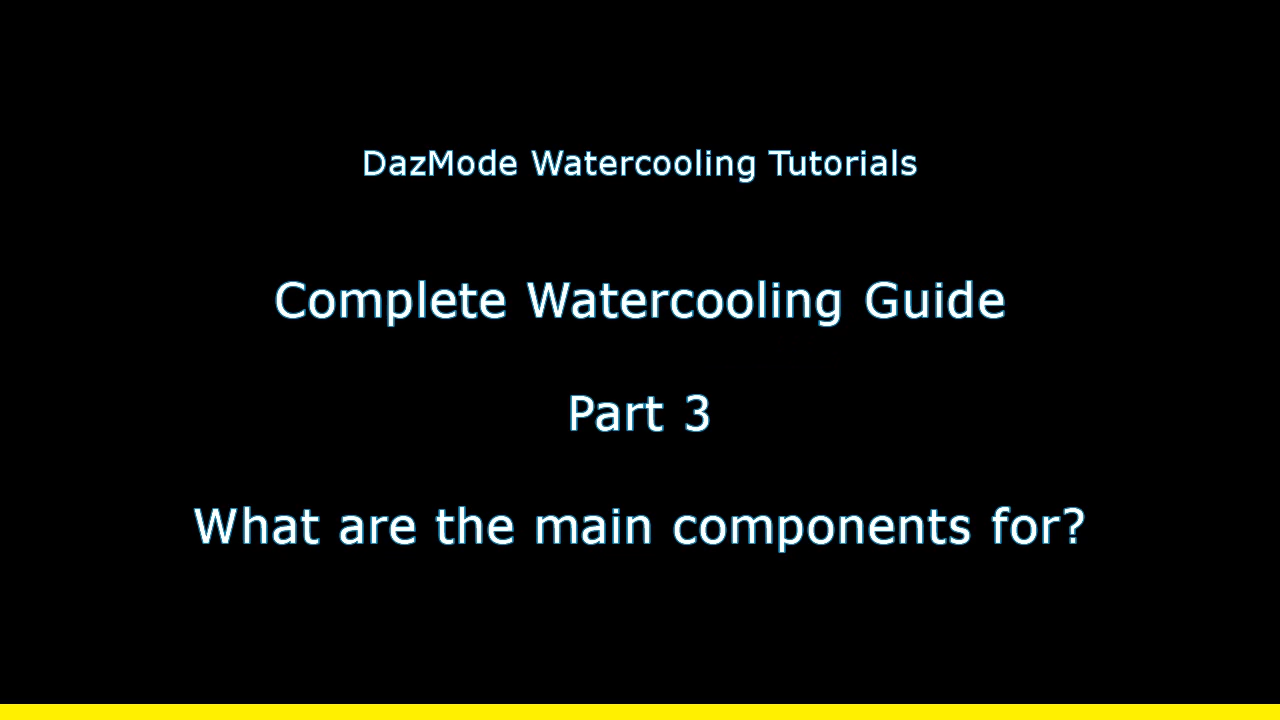 DazMode Watercooling Tutorials
Complete Watercooling Guide
Part 3
What are the main components for?